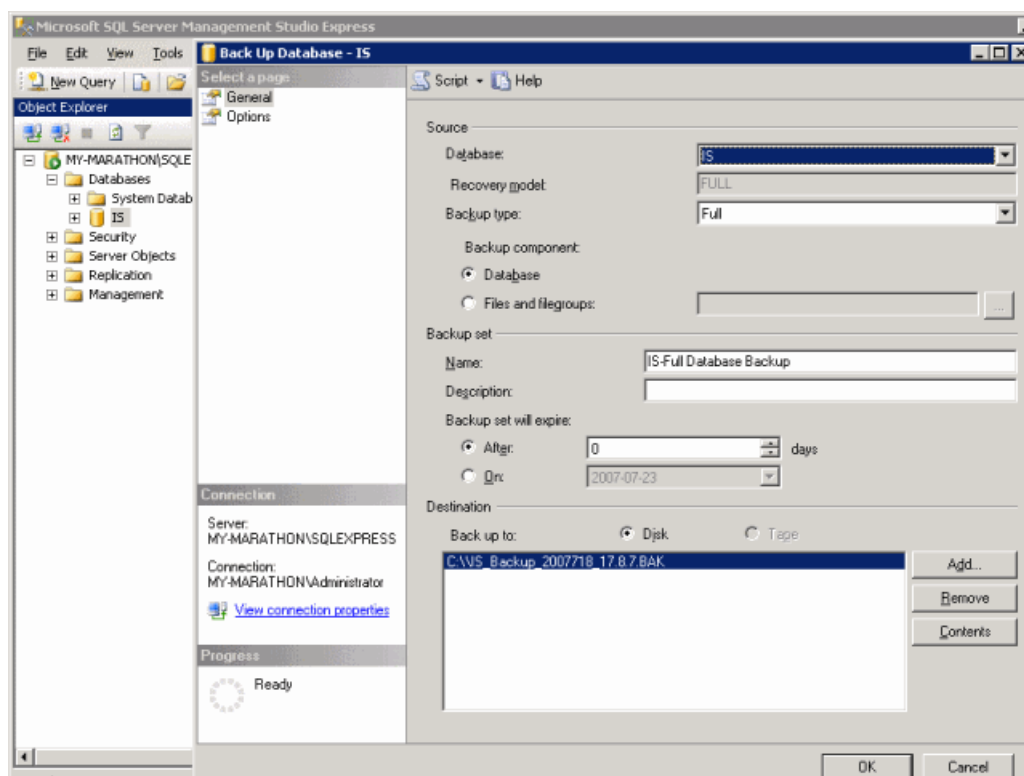 Microsoft SQL Server Management Studio Express
File Edit View Tools
New Query
Object Explorer
MY-MARATHON\SQLE
Databases
System Datab
IS
Security
Server Objects
Replication
Management
Back Up Database - IS
Select a page
General
Options
Connection
Server:
MY-MARATHON\SQLEXPRESS
Connection:
MY-MARATHON\Administrator
View connection properties
Progress
Ready
Script Help
Source
Database: IS
Recovery model: FULL
Backup type: Full
Backup component:
Database
Files and filegroups: ...
Backup set
Name: IS-Full Database Backup
Description:
Backup set will expire:
After: 0 days
On: 2007-07-23
Destination
Back up to: Disk Tape
C:\IS_Backup_2007718_17.8.7.BAK
Add...
Remove
Contents
OK Cancel